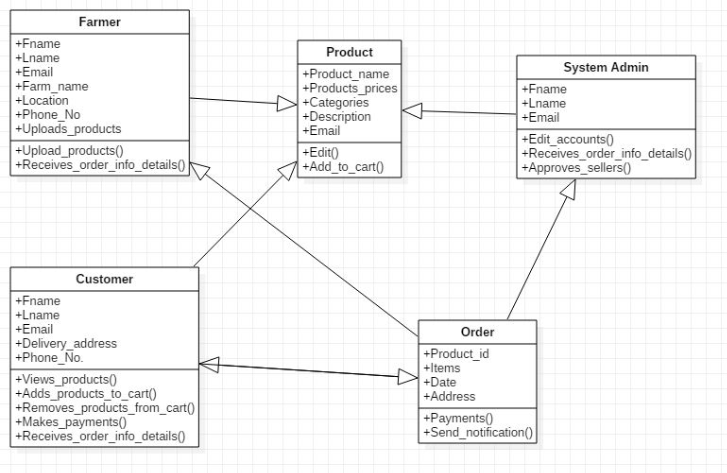 Farmer
+Fname
+Lname
+Email
+Farm_name
+Location
+Phone_No
+Uploads_products
+Upload_products()
+Receives_order_info_details()
Product
+Product_name
+Products_prices
+Categories
+Description
+Email
+Edit()
+Add_to_cart()
System Admin
+Fname
+Lname
+Email
+Edit_accounts()
+Receives_order_info_details()
+Approves_sellers()
Customer
+Fname
+Lname
+Email
+Delivery_address
+Phone_No.
+Views_products()
+Adds_products_to_cart()
+Removes_products_from_cart()
+Makes_payments()
+Receives_order_info_details()
Order
+Product_id
+Items
+Date
+Address
+Payments()
+Send_notification()